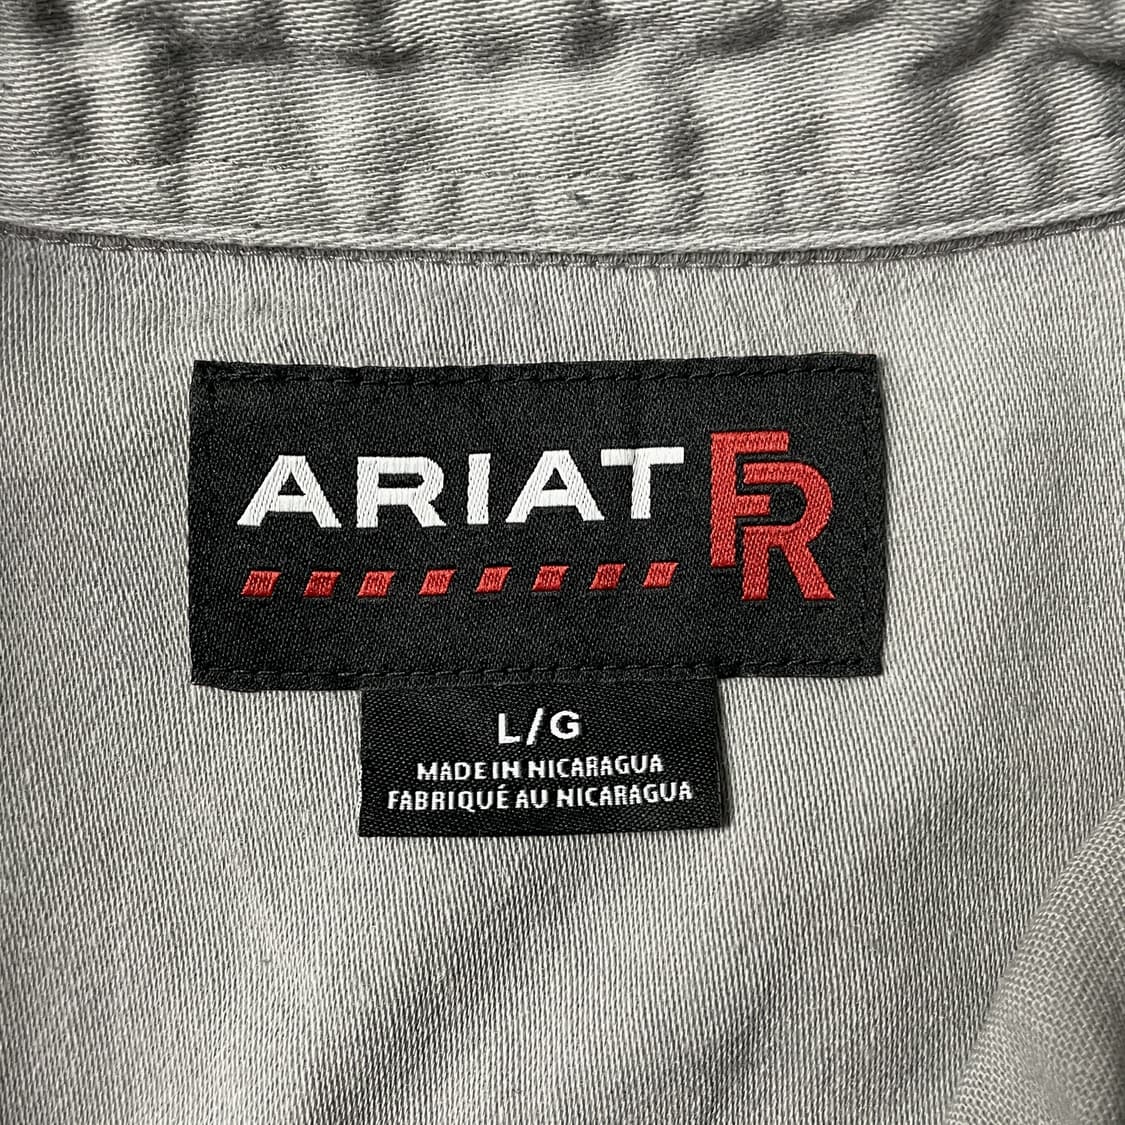 ARIAT FR
L/G
MADE IN NICARAGUA
FABRIQUÉ AU NICARAGUA